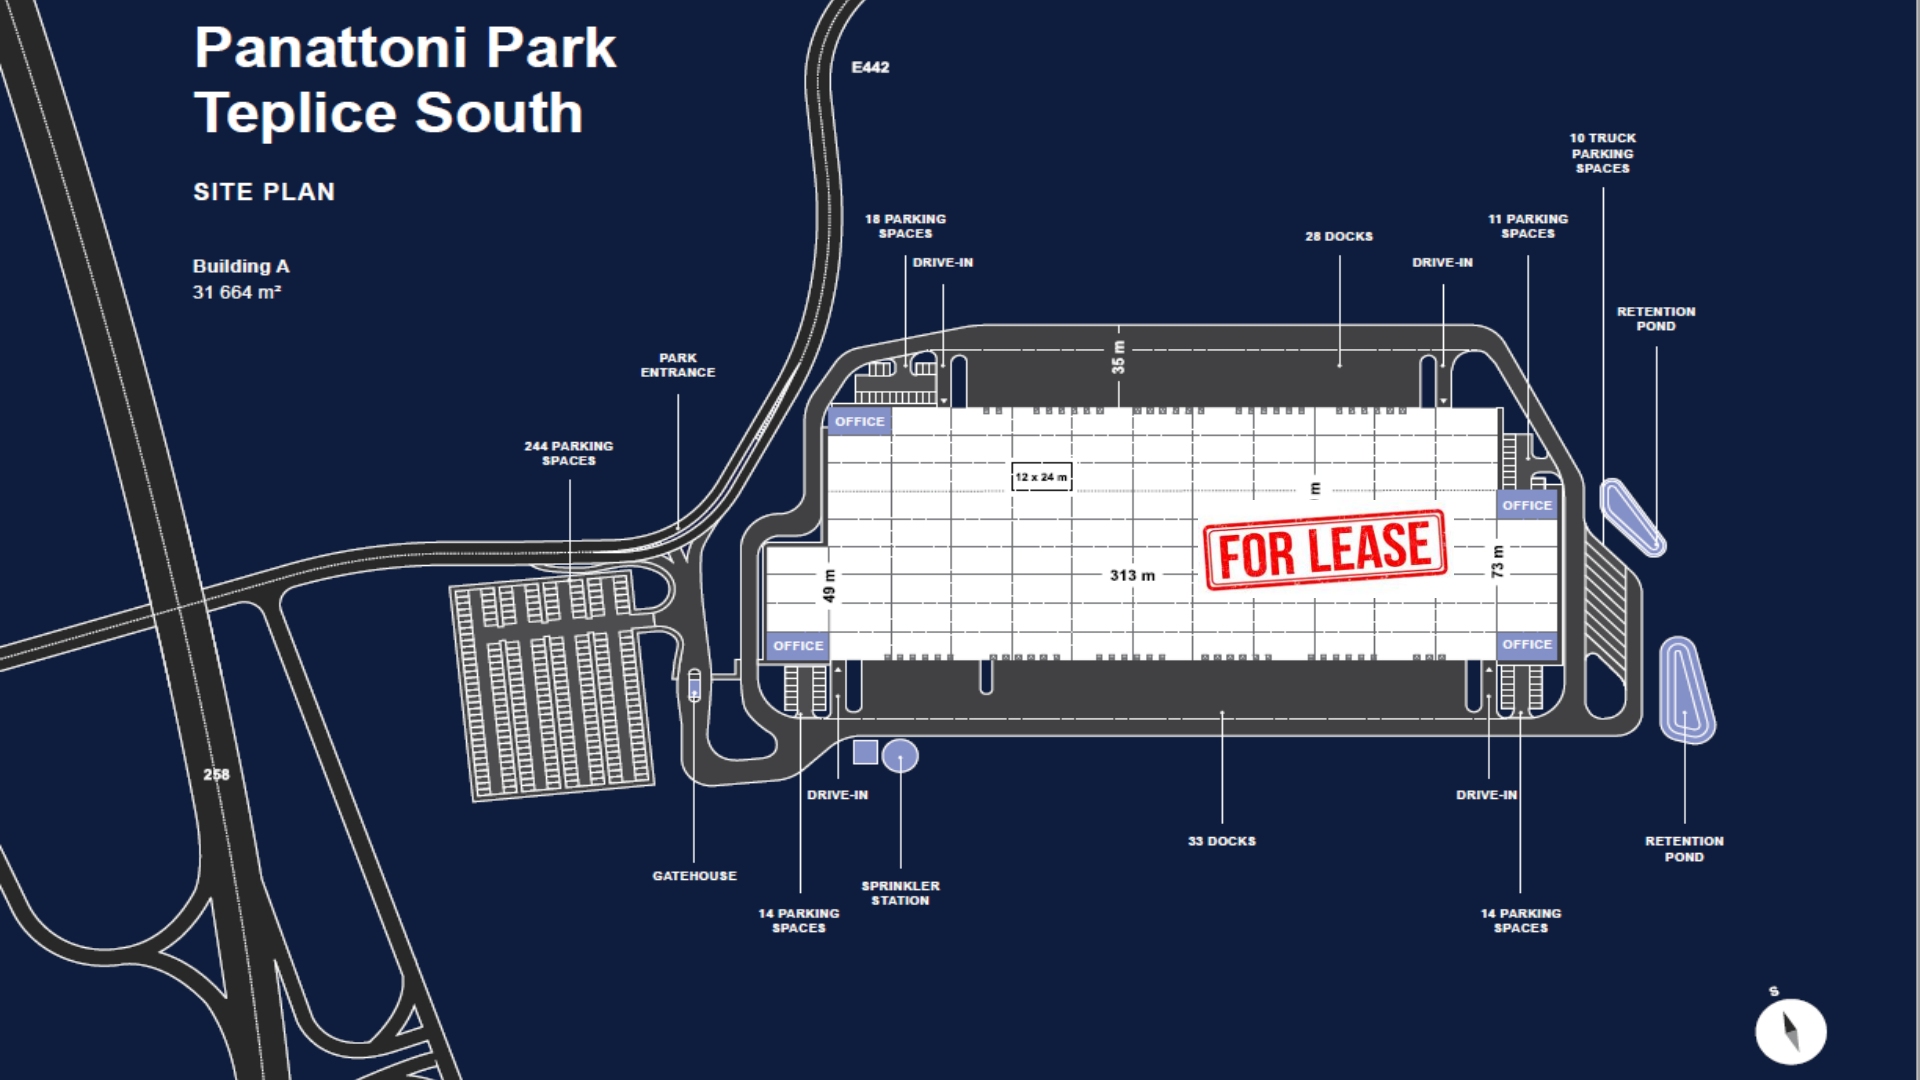 Panattoni Park
Teplice South
SITE PLAN
Building A
31 664 m²
E442
10 TRUCK
PARKING
SPACES
18 PARKING
SPACES
11 PARKING
SPACES
28 DOCKS
DRIVE-IN
DRIVE-IN
RETENTION
POND
PARK
ENTRANCE
35 m
244 PARKING
SPACES
OFFICE
12 x 24 m
m
OFFICE
FOR LEASE
313 m
73 m
49 m
OFFICE
OFFICE
258
DRIVE-IN
DRIVE-IN
33 DOCKS
RETENTION
POND
GATEHOUSE
SPRINKLER
STATION
14 PARKING
SPACES
14 PARKING
SPACES
S